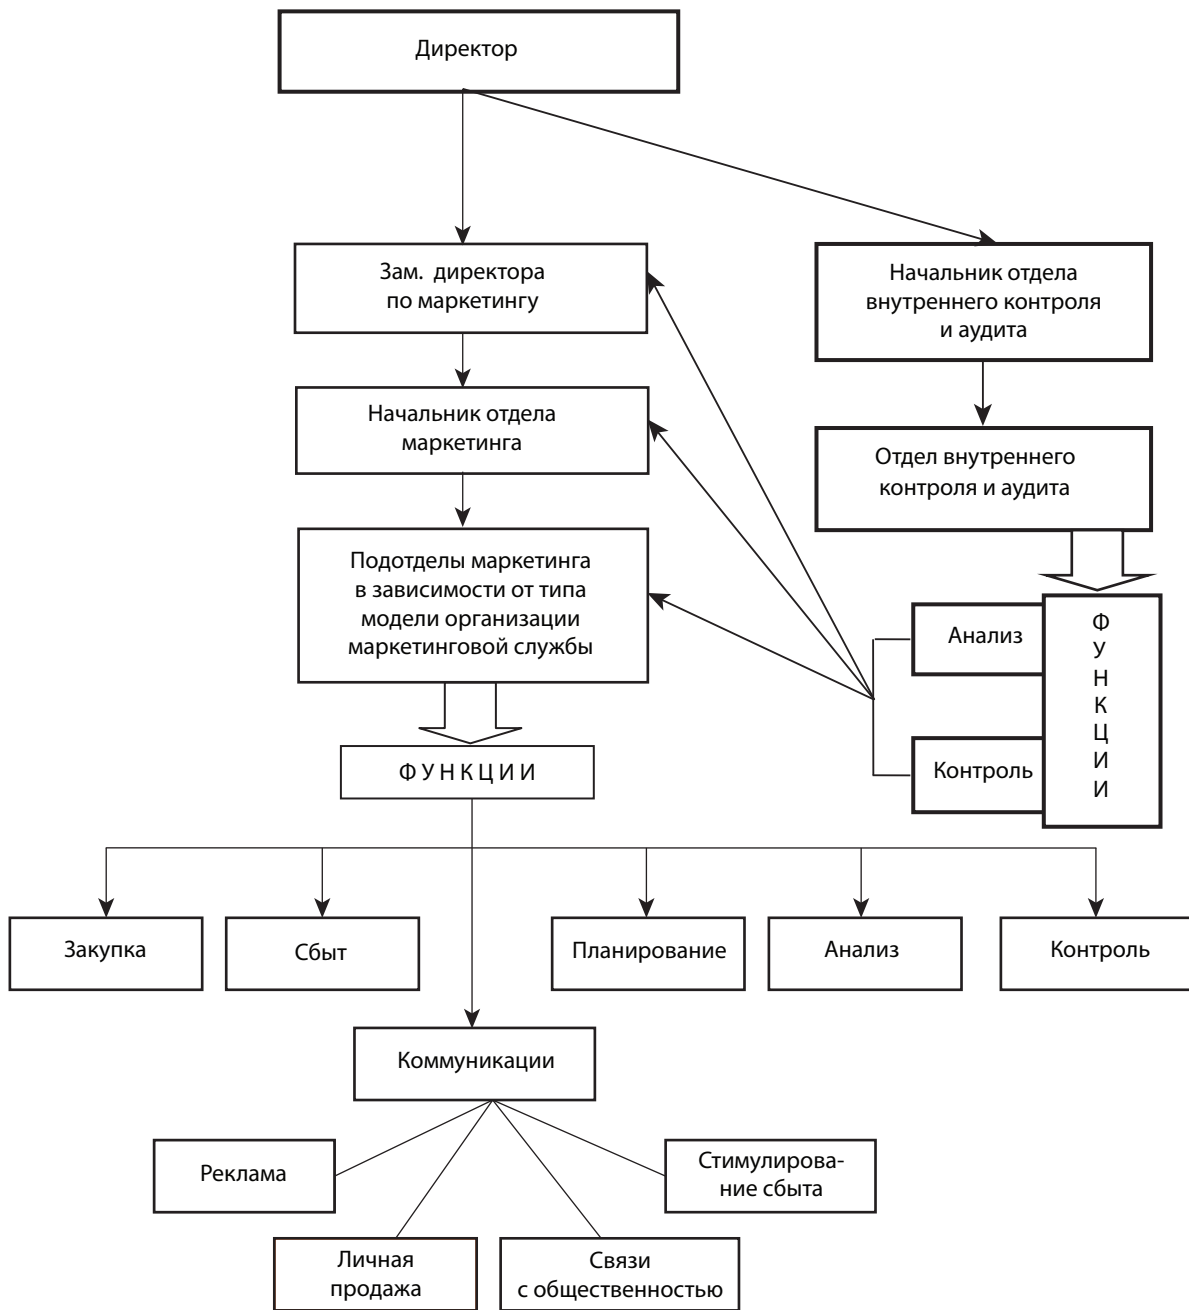 Директор
Зам. директора
по маркетингу
Начальник отдела
внутреннего контроля
и аудита
Начальник отдела
маркетинга
Отдел внутреннего
контроля и аудита
Подотделы маркетинга
в зависимости от типа
модели организации
маркетинговой службы
Анализ
Контроль
Ф
У
Н
К
Ц
И
И
Ф У Н К Ц И И
Закупка
Сбыт
Планирование
Анализ
Контроль
Коммуникации
Реклама
Стимулирова-
ние сбыта
Личная
продажа
Связи
с общественностью